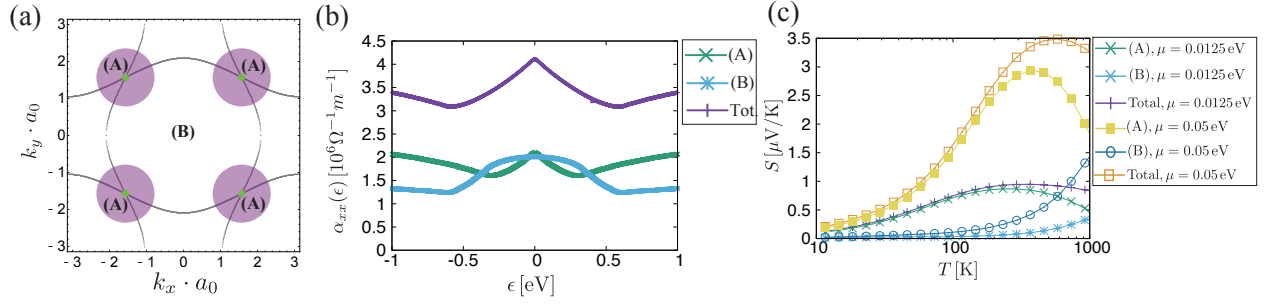 (a)
(A)
(A)
(B)
(A)
(A)
3
2
1
0
- 1
- 2
- 3
- 3
- 2
- 1
0
1
2
3
k_y · a_0
k_x · a_0
(b)
4.5
4
3.5
3
2.5
2
1.5
1
0.5
0
-1
-0.5
0
0.5
1
α_xx(ϵ) [10^6 Ω^−1 m^−1]
ϵ [eV]
(A)
(B)
Tot.
(c)
3.5
3
2.5
2
1.5
1
0.5
0
10
100
1000
S [μV/K]
T [K]
(A), μ = 0.0125 eV
(B), μ = 0.0125 eV
Total, μ = 0.0125 eV
(A), μ = 0.05 eV
(B), μ = 0.05 eV
Total, μ = 0.05 eV